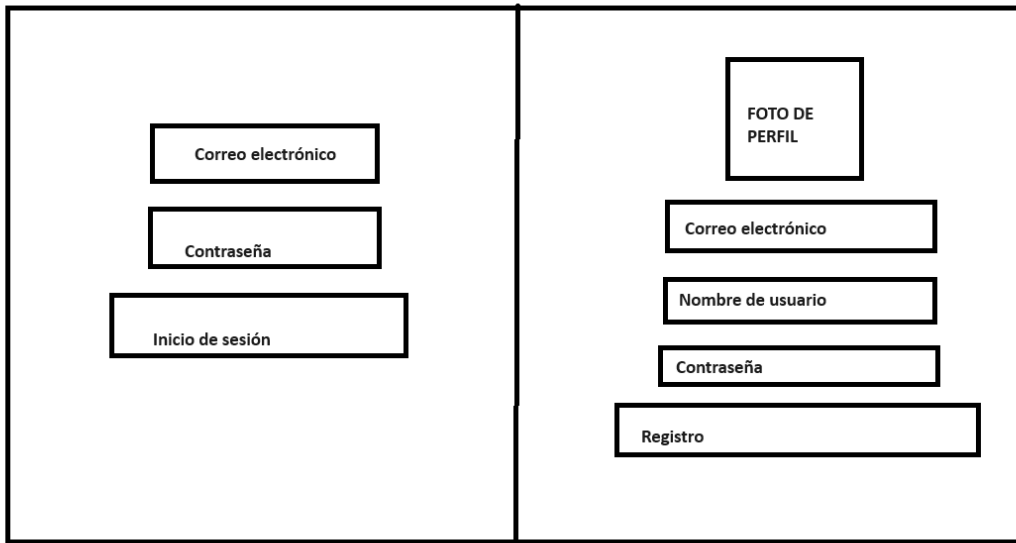 Correo electrónico
Contraseña
Inicio de sesión
FOTO DE
PERFIL
Correo electrónico
Nombre de usuario
Contraseña
Registro